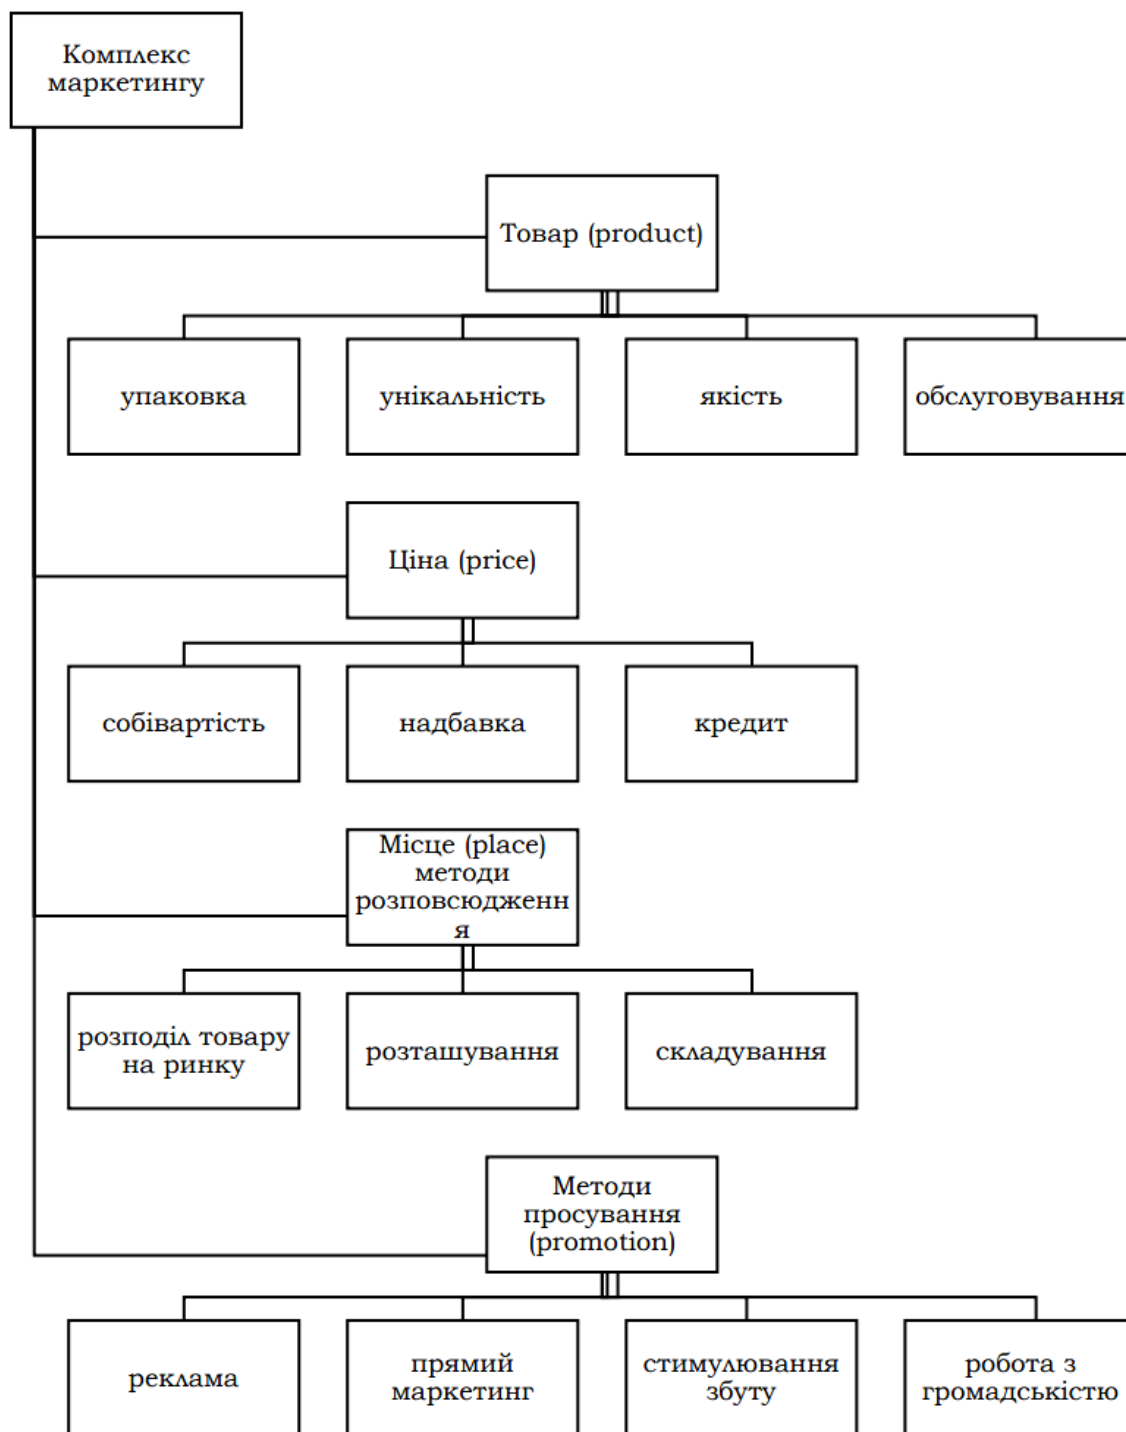 Комплекс
маркетингу
Товар (product)
упаковка
унікальність
якість
обслуговування
Ціна (price)
собівартість
надбавка
кредит
Місце (place)
методи
розповсюдженн
я
розподіл товару
на ринку
розташування
складування
Методи
просування
(promotion)
реклама
прямий
маркетинг
стимулювання
збуту
робота з
громадськістю